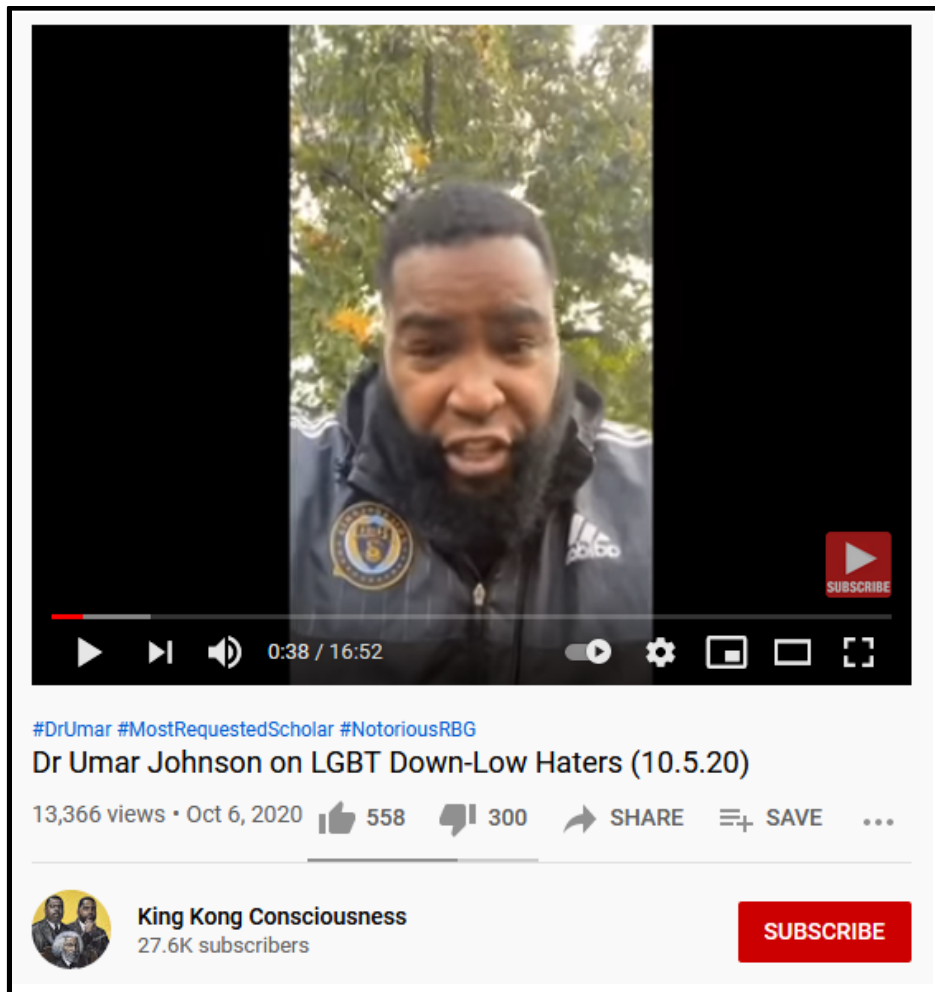 adidas
SUBSCRIBE
0:38 / 16:52
#DrUmar #MostRequestedScholar #NotoriousRBG
Dr Umar Johnson on LGBT Down-Low Haters (10.5.20)
13,366 views • Oct 6, 2020 558 300 SHARE SAVE
King Kong Consciousness
27.6K subscribers
SUBSCRIBE